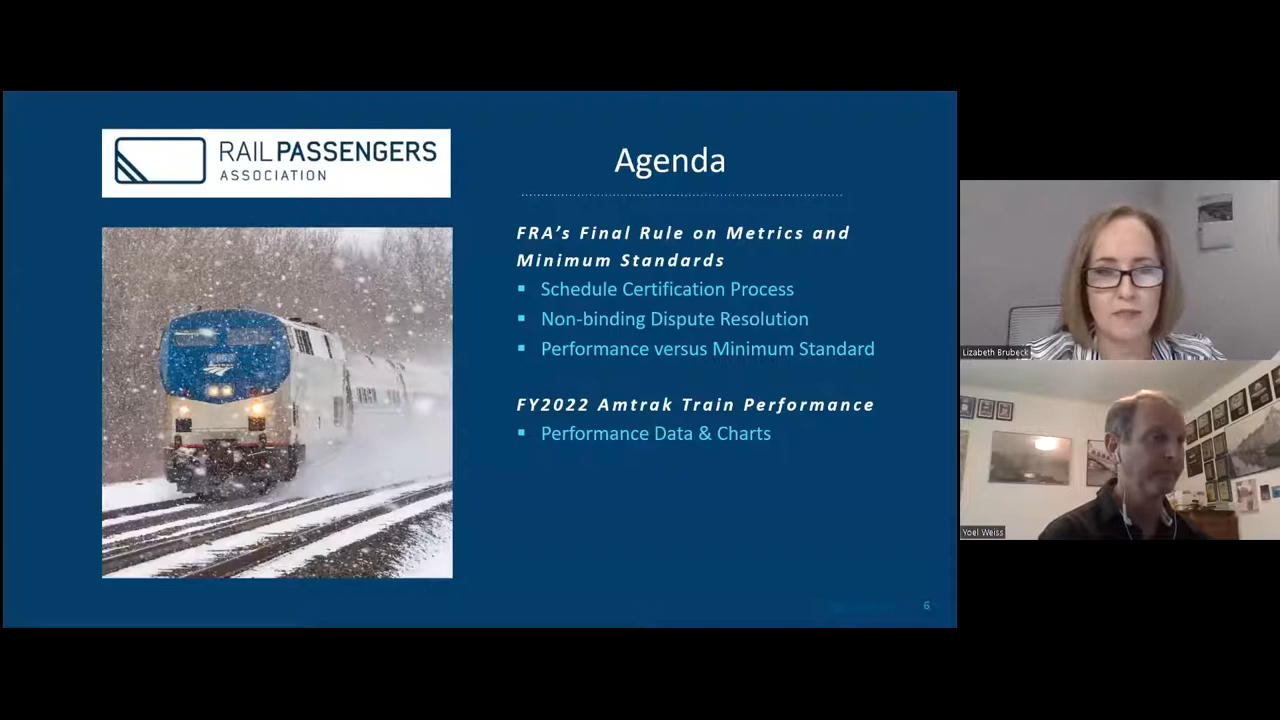 RAIL PASSENGERS
ASSOCIATION
Agenda
FRA's Final Rule on Metrics and
Minimum Standards
▪ Schedule Certification Process
▪ Non-binding Dispute Resolution
▪ Performance versus Minimum Standard
FY2022 Amtrak Train Performance
▪ Performance Data & Charts
6
Lizabeth Brubeck
Yoel Weiss